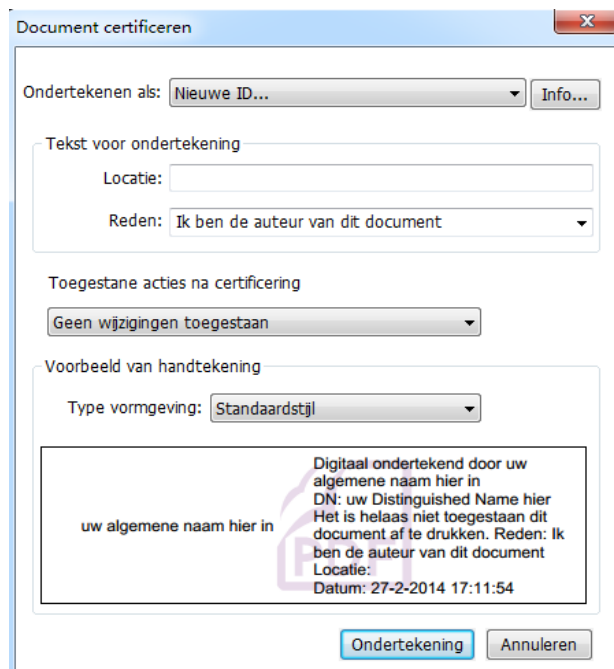 Document certificeren
Ondertekenen als: Nieuwe ID... Info...
Tekst voor ondertekening
Locatie:
Reden: Ik ben de auteur van dit document
Toegestane acties na certificering
Geen wijzigingen toegestaan
Voorbeeld van handtekening
Type vormgeving: Standaardstijl
uw algemene naam hier in
Digitaal ondertekend door uw
algemene naam hier in
DN: uw Distinguished Name hier
Het is helaas niet toegestaan dit
document af te drukken. Reden: Ik
ben de auteur van dit document
Locatie:
Datum: 27-2-2014 17:11:54
PDF
Ondertekening Annuleren